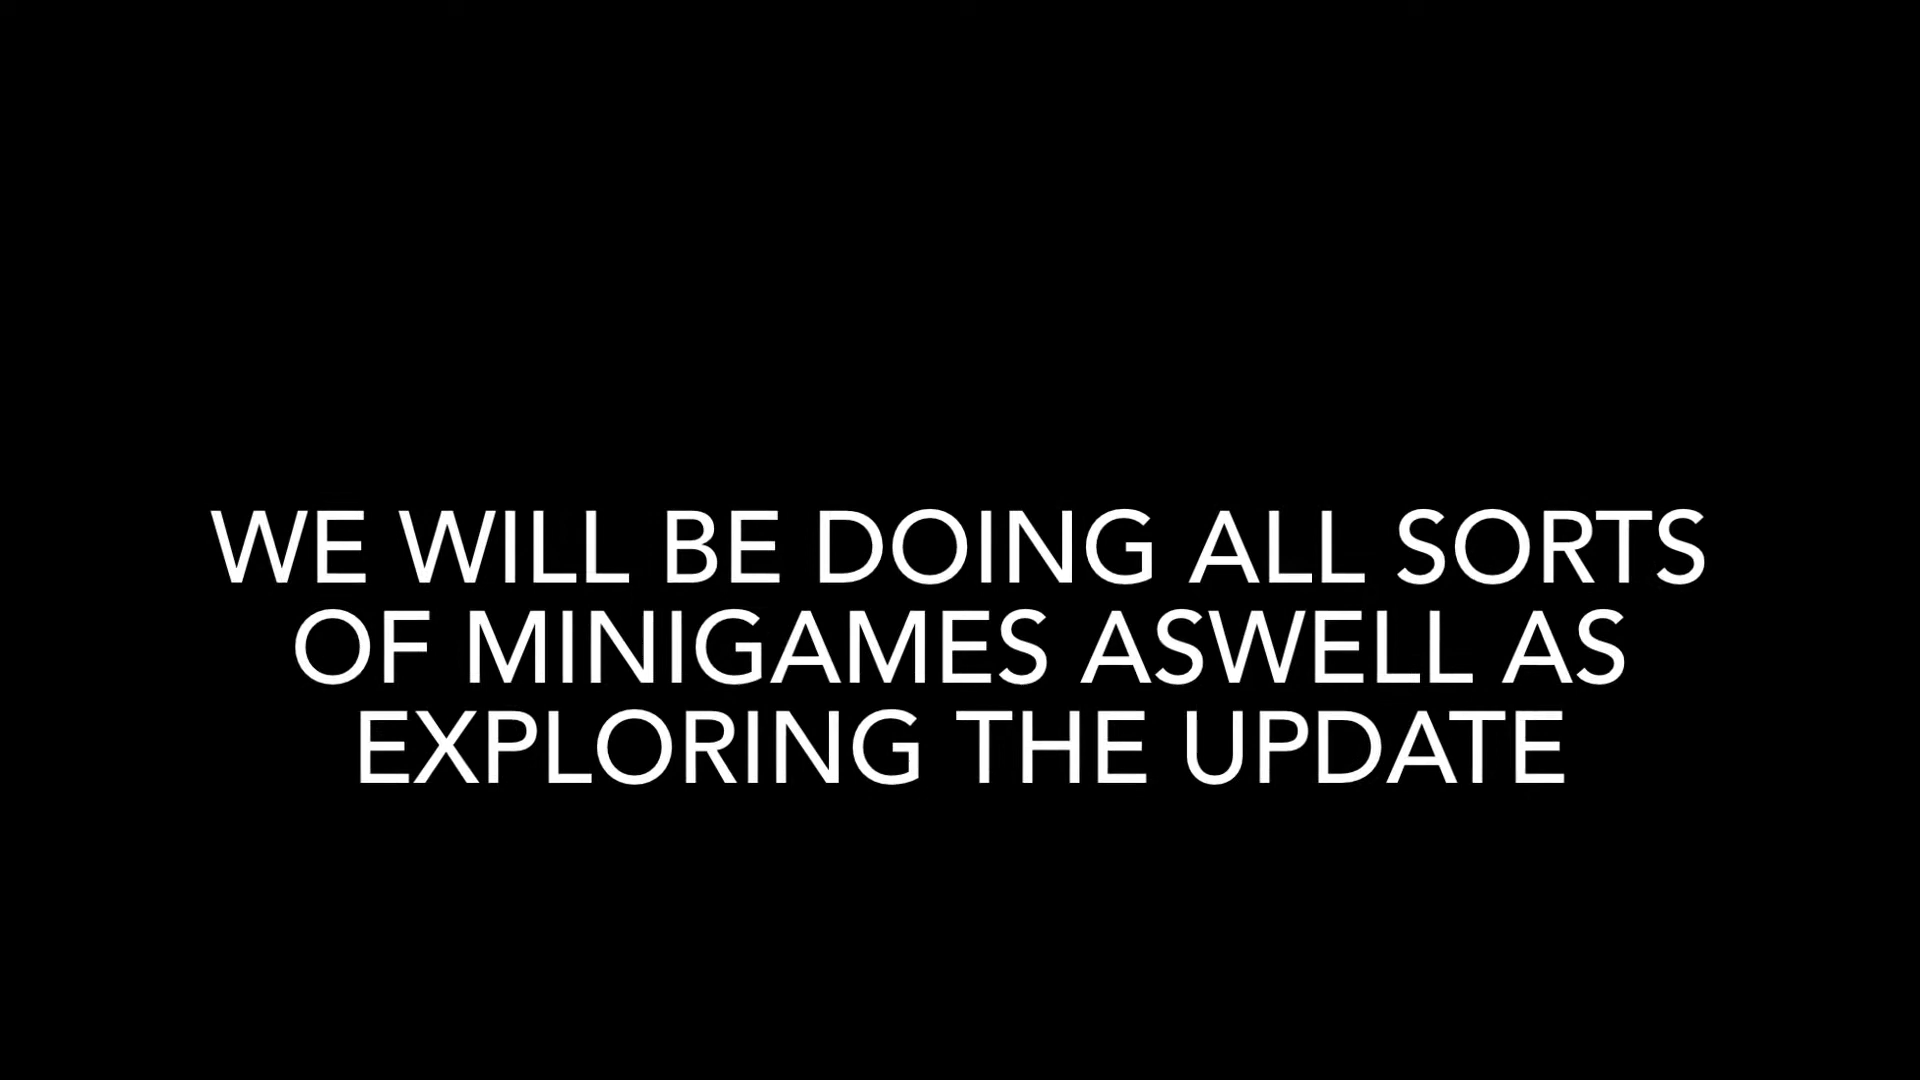 WE WILL BE DOING ALL SORTS
OF MINIGAMES ASWELL AS
EXPLORING THE UPDATE